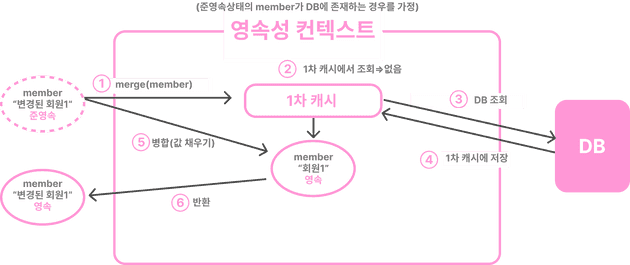 (준영속상태의 member가 DB에 존재하는 경우를 가정)
영속성 컨텍스트
① merge(member)
② 1차 캐시에서 조회⇒없음
member
"변경된 회원1"
준영속
1차 캐시
③ DB 조회
DB
④ 1차 캐시에 저장
⑤ 병합(값 채우기)
member
"회원1"
영속
member
"변경된 회원1"
영속
⑥ 반환